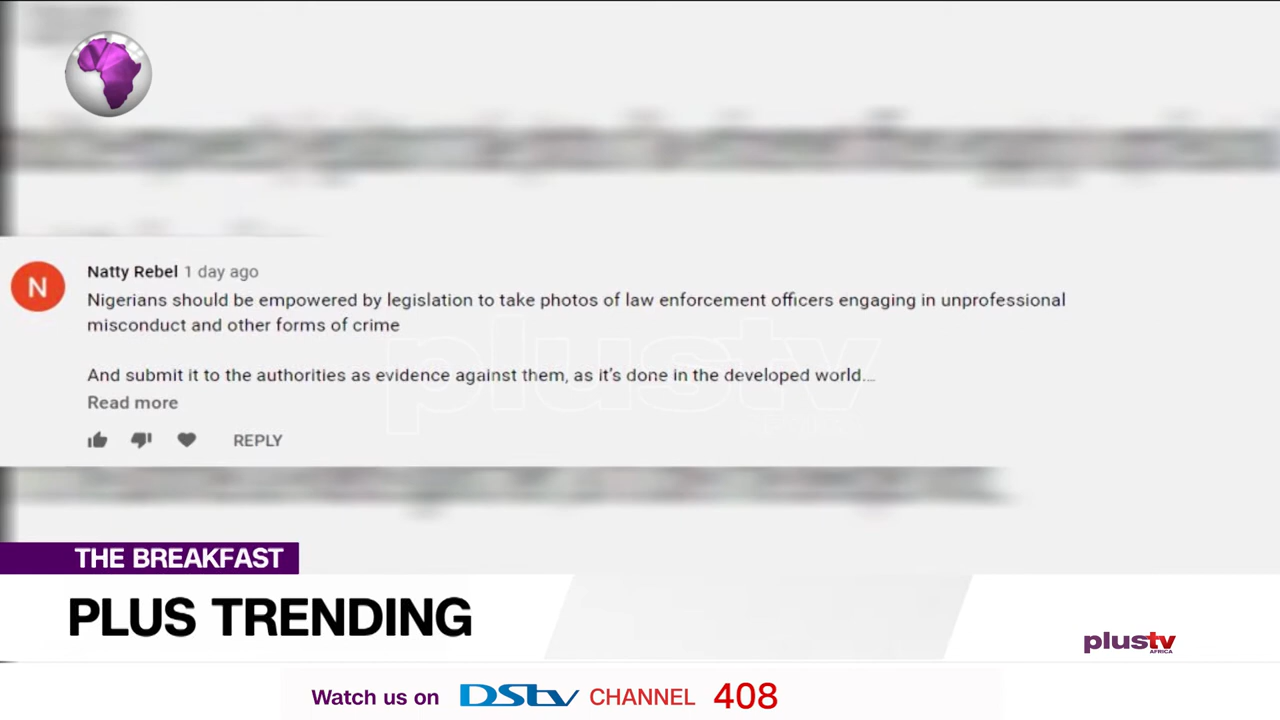 N
Natty Rebel 1 day ago
Nigerians should be empowered by legislation to take photos of law enforcement officers engaging in unprofessional
misconduct and other forms of crime
And submit it to the authorities as evidence against them, as it's done in the developed world...
Read more
REPLY
plustv
THE BREAKFAST
PLUS TRENDING
plustv
AFRICA
Watch us on DStv CHANNEL 408